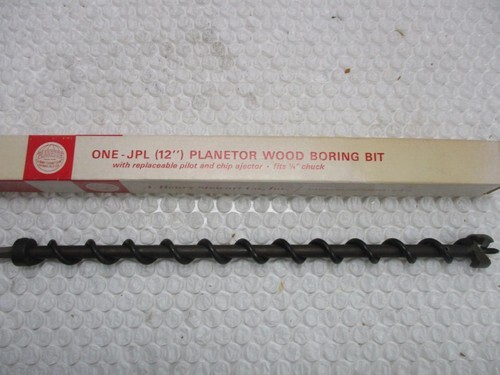 ONE-JPL (12") PLANETOR WOOD BORING BIT
with replaceable pilot and chip ejector • fits ¼" chuck